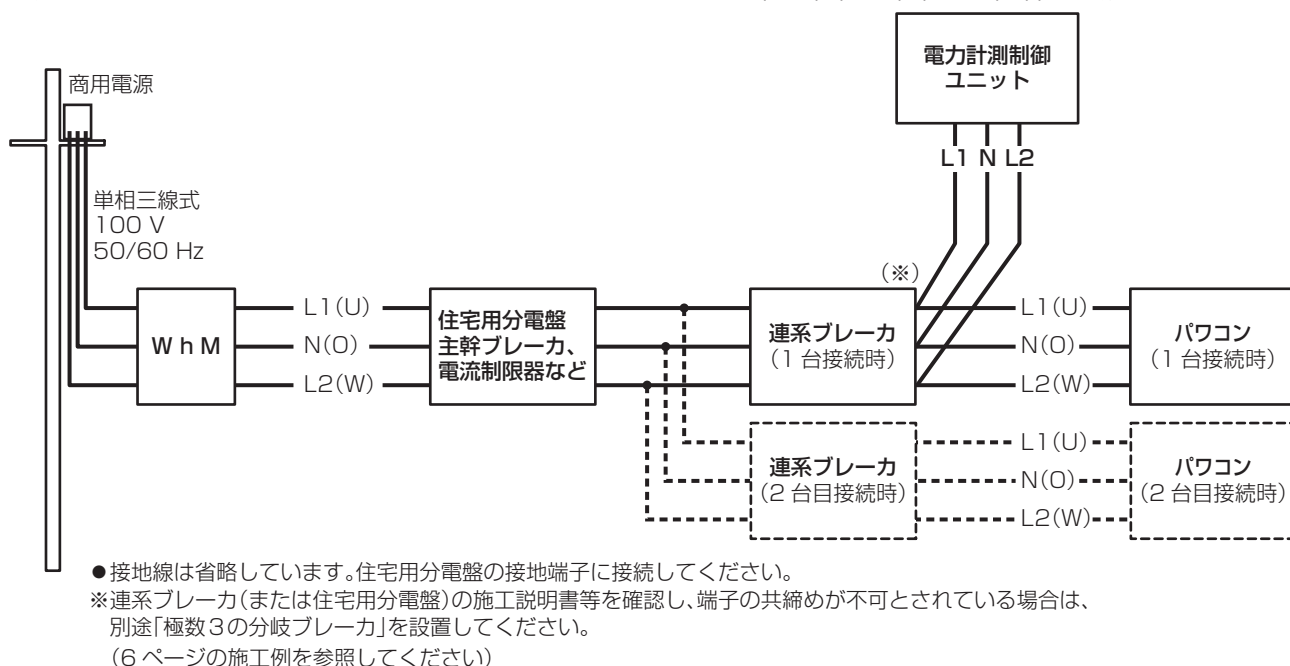 電力計測制御
ユニット
商用電源
L1 N L2
単相三線式
100 V
50/60 Hz
(※)
WhM
L1(U)
N(O)
L2(W)
住宅用分電盤
主幹ブレーカ、
電流制限器など
連系ブレーカ
(1 台接続時)
L1(U)
N(O)
L2(W)
パワコン
(1 台接続時)
連系ブレーカ
(2 台目接続時)
L1(U)
N(O)
L2(W)
パワコン
(2 台目接続時)
●接地線は省略しています。住宅用分電盤の接地端子に接続してください。
※連系ブレーカ(または住宅用分電盤)の施工説明書等を確認し、端子の共締めが不可とされている場合は、
別途「極数3の分岐ブレーカ」を設置してください。
(6 ページの施工例を参照してください)